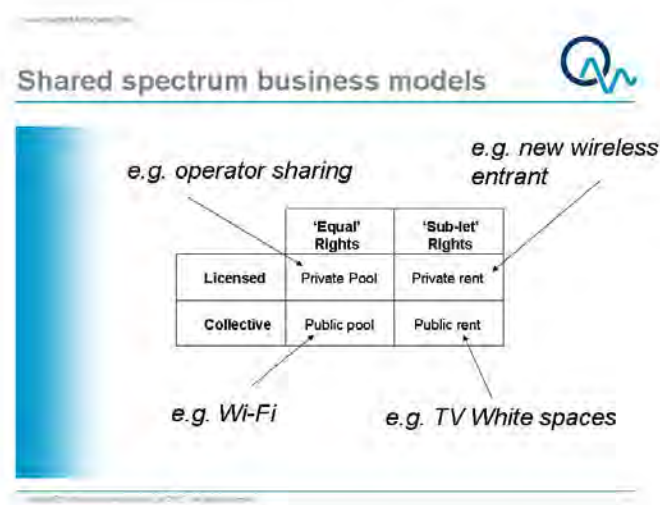 Shared spectrum business models
e.g. operator sharing
e.g. new wireless
entrant
'Equal'
Rights
'Sub-let'
Rights
Licensed
Private Pool
Private rent
Collective
Public pool
Public rent
e.g. Wi-Fi
e.g. TV White spaces